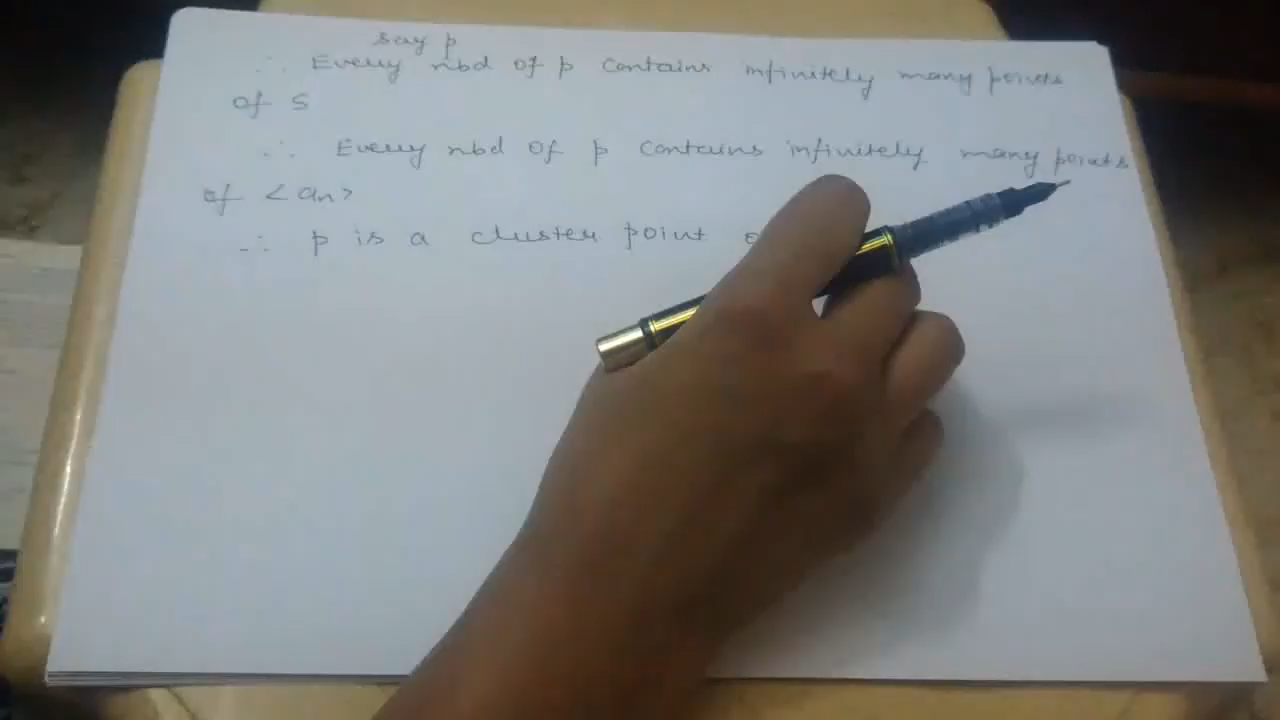 say p
∴ Every nbd of p contains infinitely many points
of S
∴ Every nbd of p contains infinitely many points
of <an>
∴ p is a cluster point